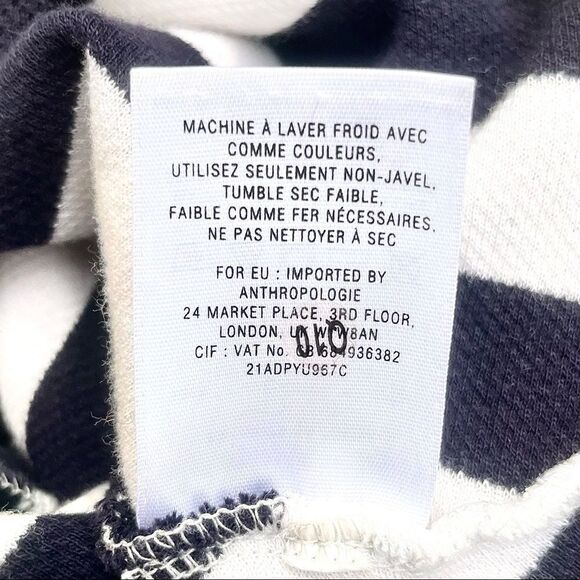 MACHINE À LAVER FROID AVEC
COMME COULEURS,
UTILISEZ SEULEMENT NON-JAVEL,
TUMBLE SEC FAIBLE,
FAIBLE COMME FER NÉCESSAIRES,
NE PAS NETTOYER À SEC
FOR EU : IMPORTED BY
ANTHROPOLOGIE
24 MARKET PLACE, 3RD FLOOR,
LONDON,
CIF : VAT No. 936382
21ADPYU967C